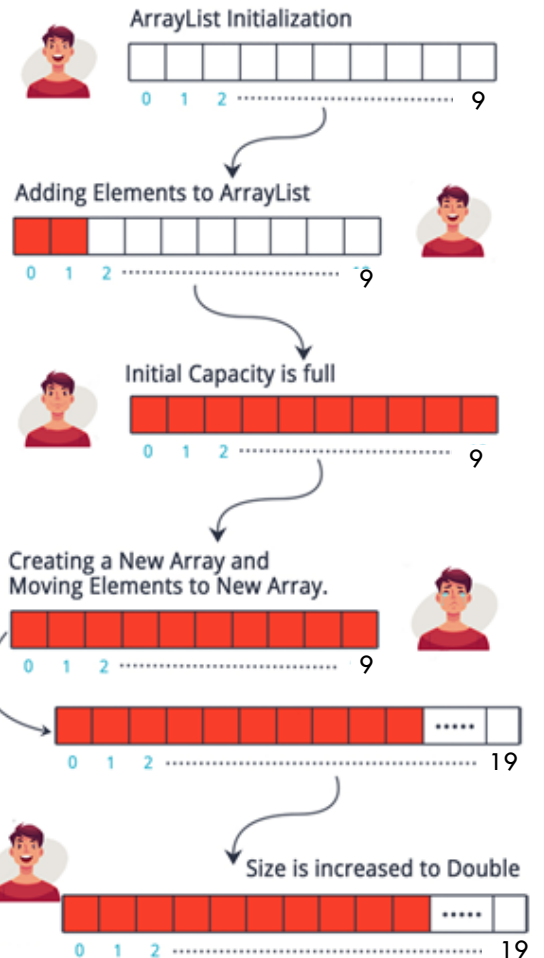 ArrayList Initialization
0 1 2 9
Adding Elements to ArrayList
0 1 2 9
Initial Capacity is full
0 1 2 9
Creating a New Array and
Moving Elements to New Array.
0 1 2 9
0 1 2 19
Size is increased to Double
0 1 2 19